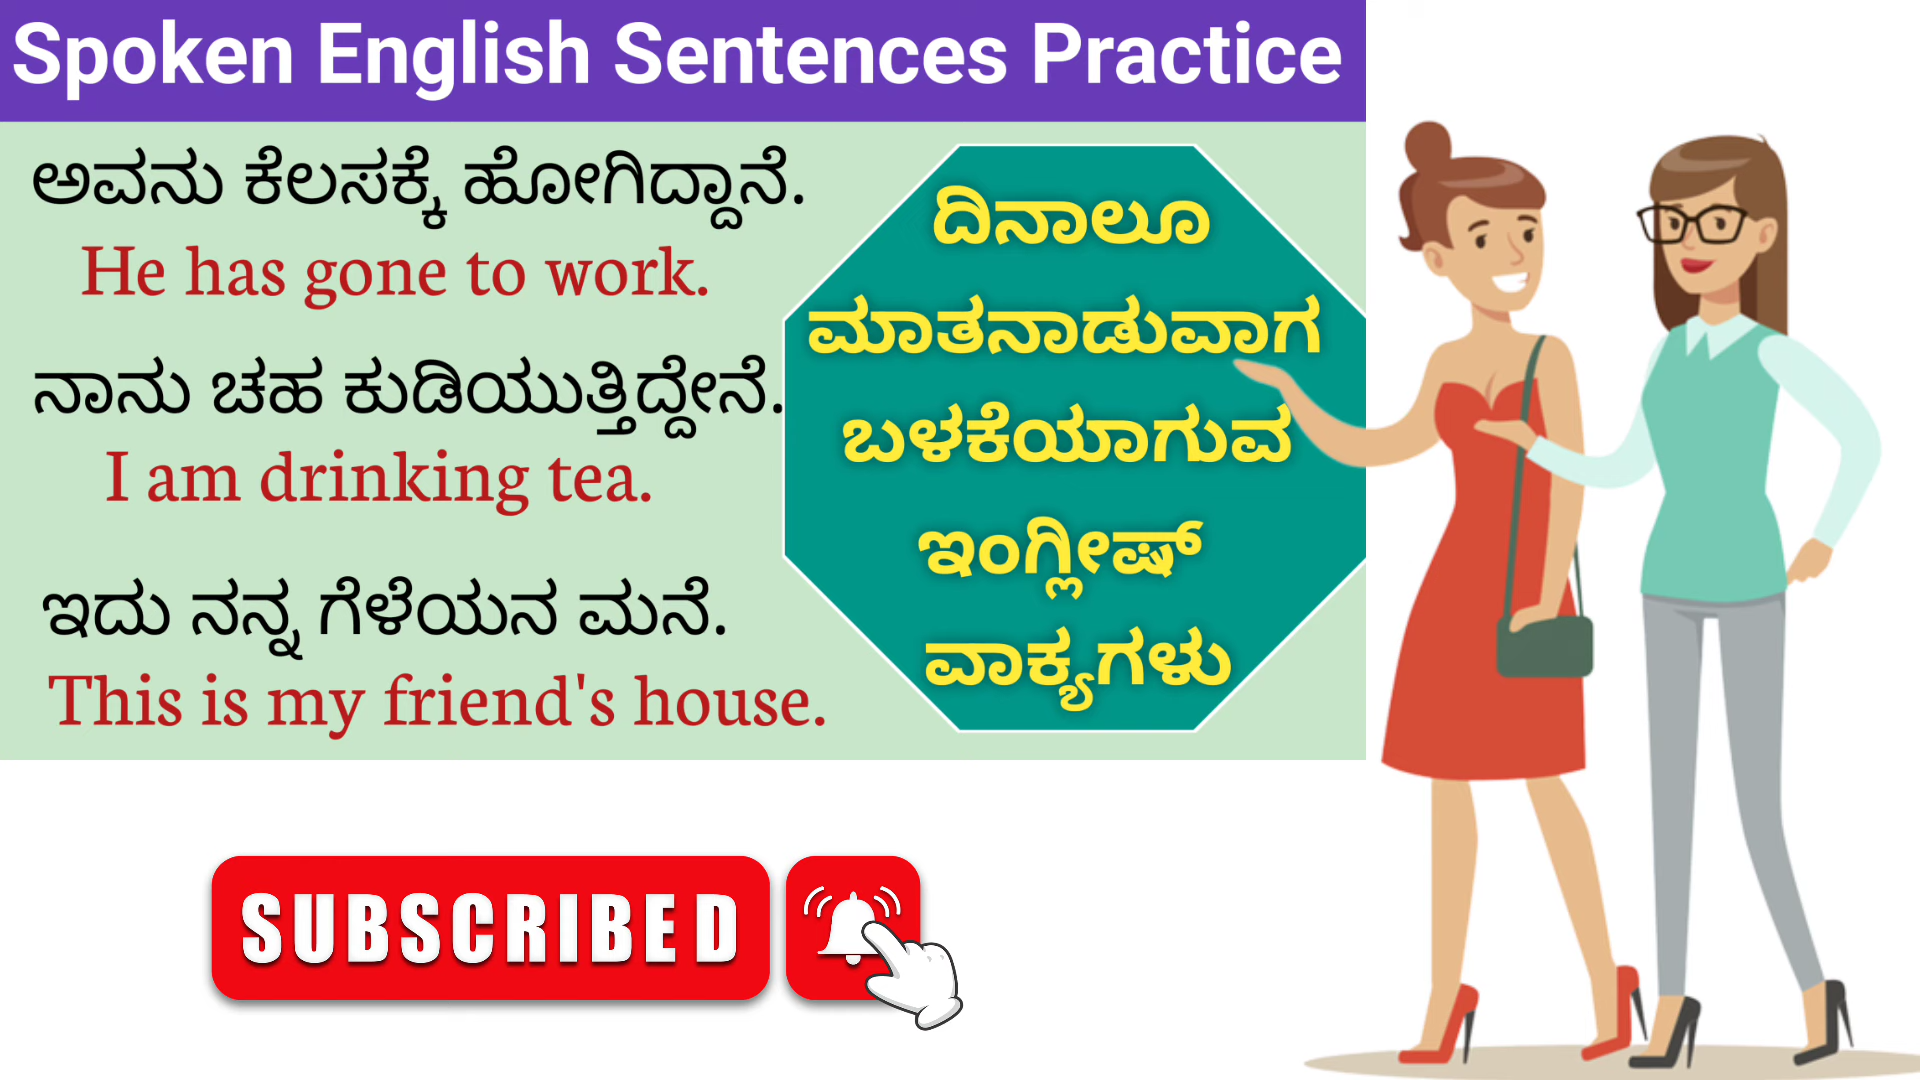 Spoken English Sentences Practice
ಅವನು ಕೆಲಸಕ್ಕೆ ಹೋಗಿದ್ದಾನೆ.
He has gone to work.
ನಾನು ಚಹ ಕುಡಿಯುತ್ತಿದ್ದೇನೆ.
I am drinking tea.
ಇದು ನನ್ನ ಗೆಳೆಯನ ಮನೆ.
This is my friend's house.
ದಿನಾಲೂ
ಮಾತನಾಡುವಾಗ
ಬಳಕೆಯಾಗುವ
ಇಂಗ್ಲೀಷ್
ವಾಕ್ಯಗಳು
SUBSCRIBED